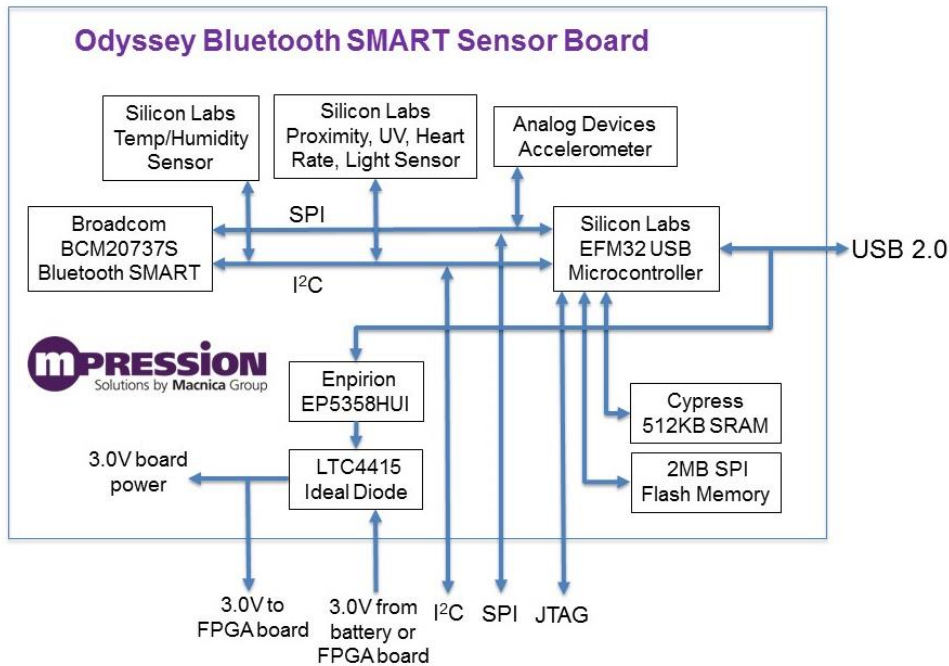 Odyssey Bluetooth SMART Sensor Board
Silicon Labs
Temp/Humidity
Sensor
Silicon Labs
Proximity, UV, Heart
Rate, Light Sensor
Analog Devices
Accelerometer
SPI
Broadcom
BCM20737S
Bluetooth SMART
Silicon Labs
EFM32 USB
Microcontroller
USB 2.0
I²C
mPRESSION
Solutions by Macnica Group
Enpirion
EP5358HUI
Cypress
512KB SRAM
3.0V board
power
LTC4415
Ideal Diode
2MB SPI
Flash Memory
3.0V to
FPGA board
3.0V from
battery or
FPGA board
I²C
SPI
JTAG